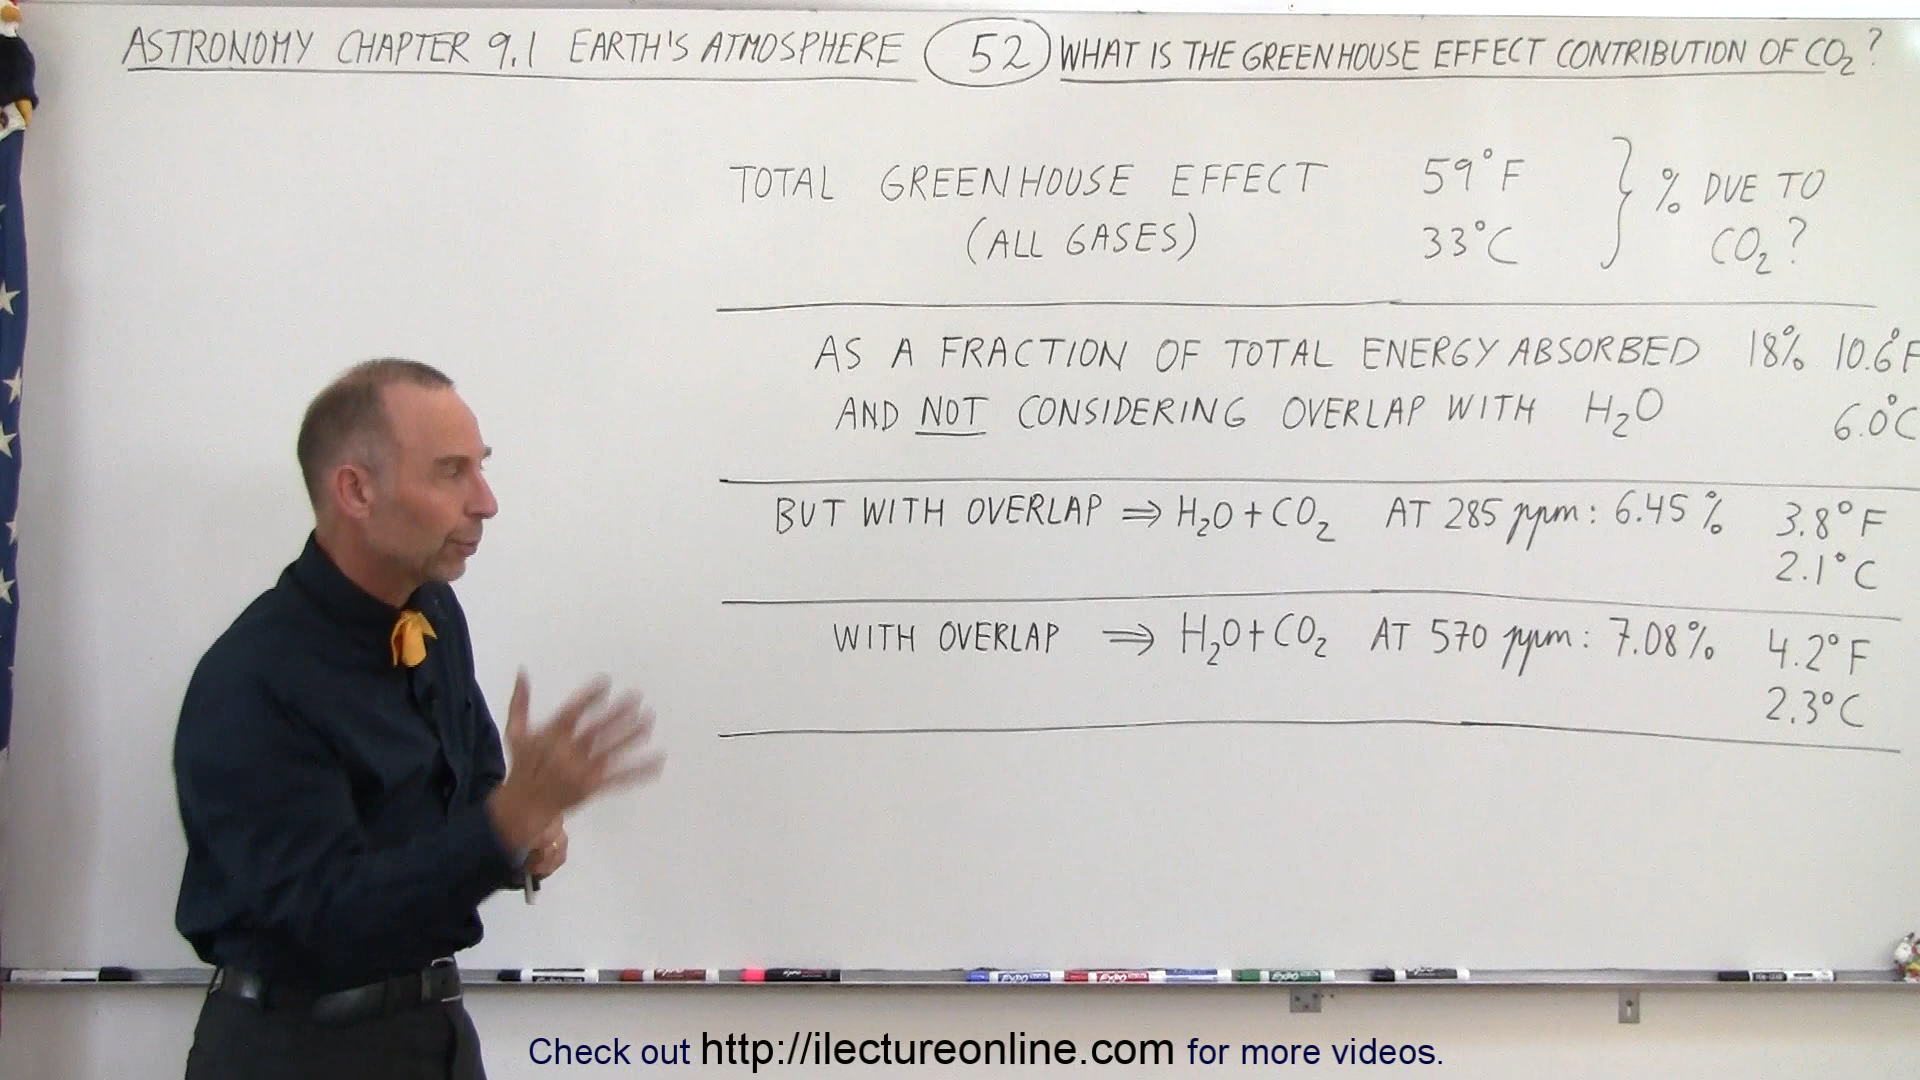 ASTRONOMY CHAPTER 9.1 EARTH'S ATMOSPHERE 52 WHAT IS THE GREENHOUSE EFFECT CONTRIBUTION OF CO₂?
TOTAL GREENHOUSE EFFECT 59°F } % DUE TO
(ALL GASES) 33°C CO₂?
AS A FRACTION OF TOTAL ENERGY ABSORBED 18% 10.6°F
AND NOT CONSIDERING OVERLAP WITH H₂O 6.0°C
BUT WITH OVERLAP ⇒ H₂O + CO₂ AT 285 ppm: 6.45% 3.8°F
2.1°C
WITH OVERLAP ⇒ H₂O + CO₂ AT 570 ppm: 7.08% 4.2°F
2.3°C
EXPO EXPO EXPO
Check out http://ilectureonline.com for more videos.